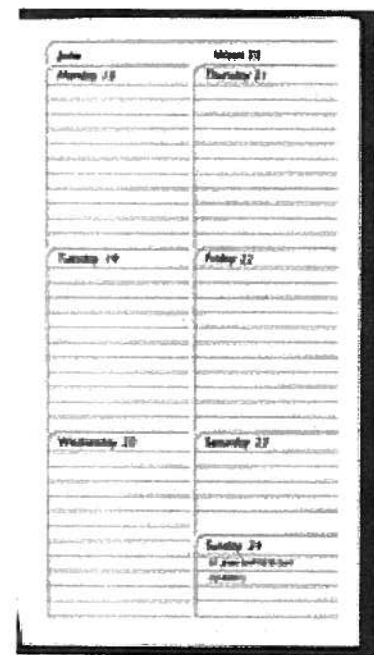 June
Monday 18
Tuesday 19
Wednesday 20
Thursday 21
Friday 22
Saturday 23
Sunday 24